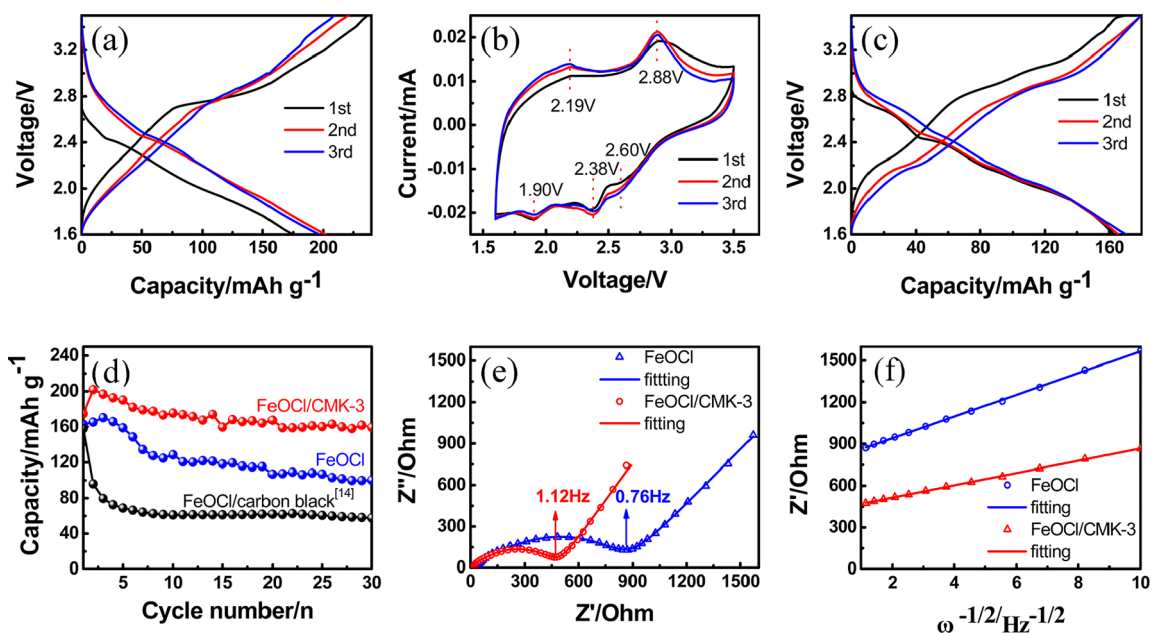 (a)
3.2
2.8
2.4
2.0
1.6
Voltage/V
1st
2nd
3rd
0 50 100 150 200
Capacity/mAh g-1
(b)
0.02
0.01
0.00
-0.01
-0.02
Current/mA
2.19V
2.88V
2.60V
2.38V
1.90V
1st
2nd
3rd
1.5 2.0 2.5 3.0 3.5
Voltage/V
(c)
3.2
2.8
2.4
2.0
1.6
Voltage/V
1st
2nd
3rd
0 40 80 120 160
Capacity/mAh g-1
(d)
240
200
160
120
80
40
0
Capacity/mAh g-1
FeOCl/CMK-3
FeOCl
FeOCl/carbon black[14]
5 10 15 20 25 30
Cycle number/n
(e)
1500
1200
900
600
300
0
Z''/Ohm
FeOCl
fittting
FeOCl/CMK-3
fitting
1.12Hz
0.76Hz
0 300 600 900 1200 1500
Z'/Ohm
(f)
1500
1200
900
600
300
0
Z'/Ohm
FeOCl
fitting
FeOCl/CMK-3
fitting
2 4 6 8 10
ω -1/2/Hz-1/2